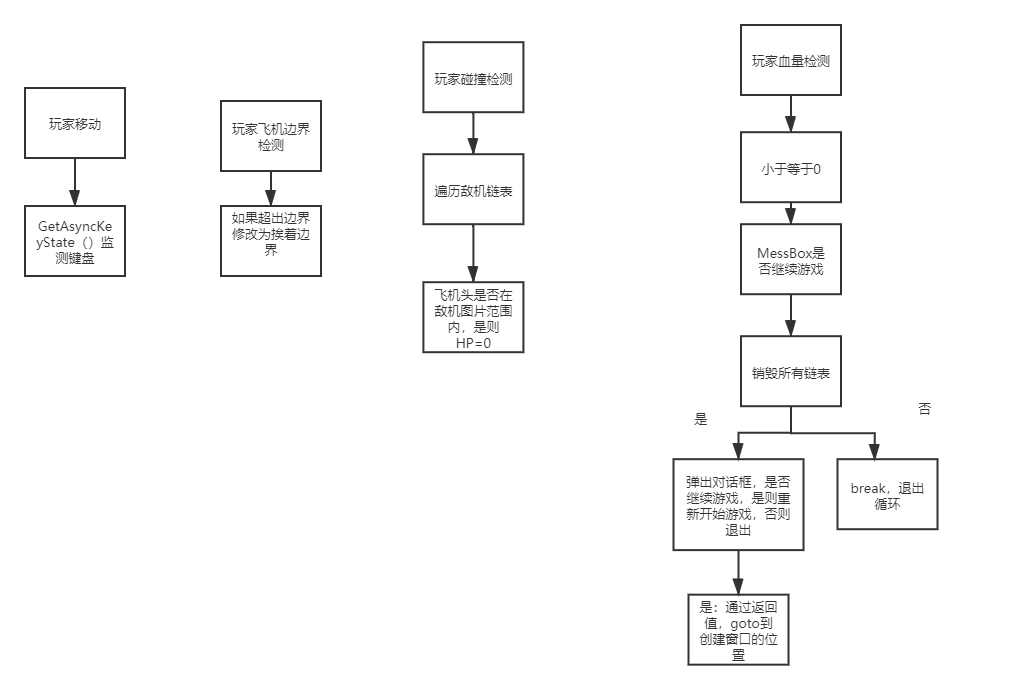 玩家移动
GetAsyncKe
yState（）监
测键盘
玩家飞机边界
检测
如果超出边界
修改为挨着边
界
玩家碰撞检测
遍历敌机链表
飞机头是否在
敌机图片范围
内，是则
HP=0
玩家血量检测
小于等于0
MessBox是
否继续游戏
销毁所有链表
是
否
弹出对话框，是否
继续游戏，是则重
新开始游戏，否则
退出
break，退出
循环
是：通过返回
值，goto到
创建窗口的位
置